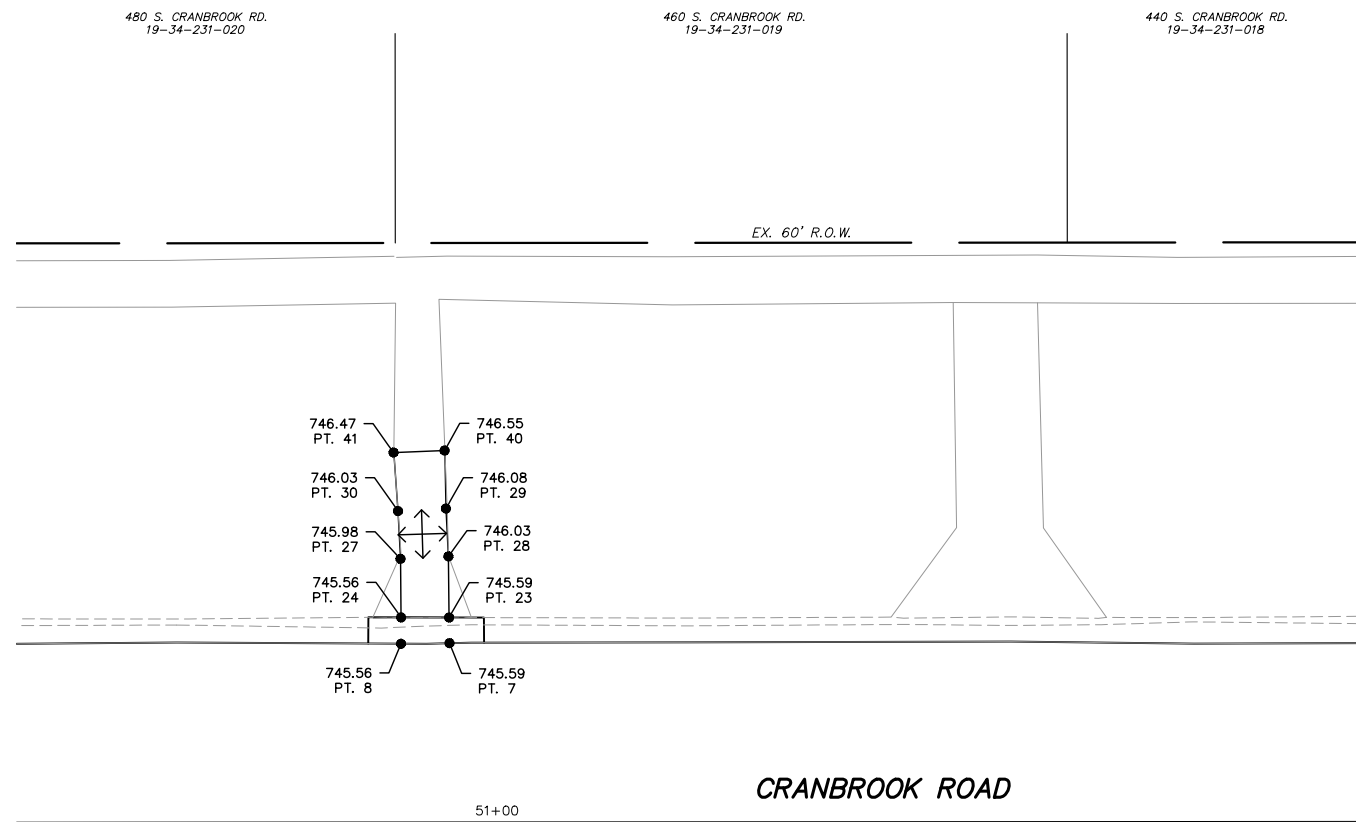 480 S. CRANBROOK RD.
19-34-231-020
460 S. CRANBROOK RD.
19-34-231-019
440 S. CRANBROOK RD.
19-34-231-018
EX. 60' R.O.W.
746.47
PT. 41
746.55
PT. 40
746.03
PT. 30
746.08
PT. 29
745.98
PT. 27
746.03
PT. 28
745.56
PT. 24
745.59
PT. 23
745.56
PT. 8
745.59
PT. 7
CRANBROOK ROAD
51+00